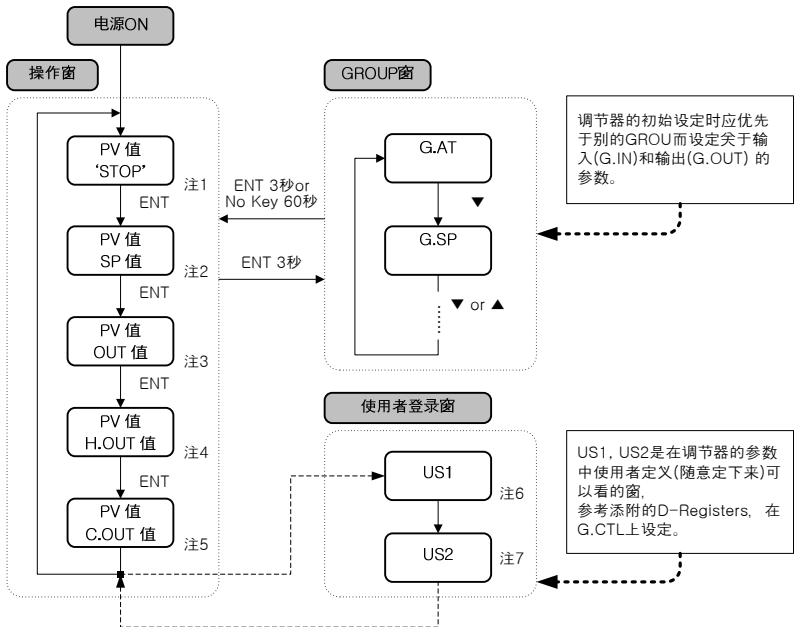 电源ON
操作窗
PV 值
‘STOP’
注1
ENT
PV 值
SP 值
注2
ENT
PV 值
OUT 值
注3
ENT
PV 值
H.OUT 值
注4
ENT
PV 值
C.OUT 值
注5
ENT 3秒or
No Key 60秒
ENT 3秒
GROUP窗
G.AT
▼
G.SP
▼ or ▲
调节器的初始设定时应优先
于别的GROU而设定关于输
入(G.IN)和输出(G.OUT) 的
参数。
使用者登录窗
US1
注6
US2
注7
US1, US2是在调节器的参数
中使用者定义(随意定下来)可
以看的窗,
参考添附的D-Registers, 在
G.CTL上设定。